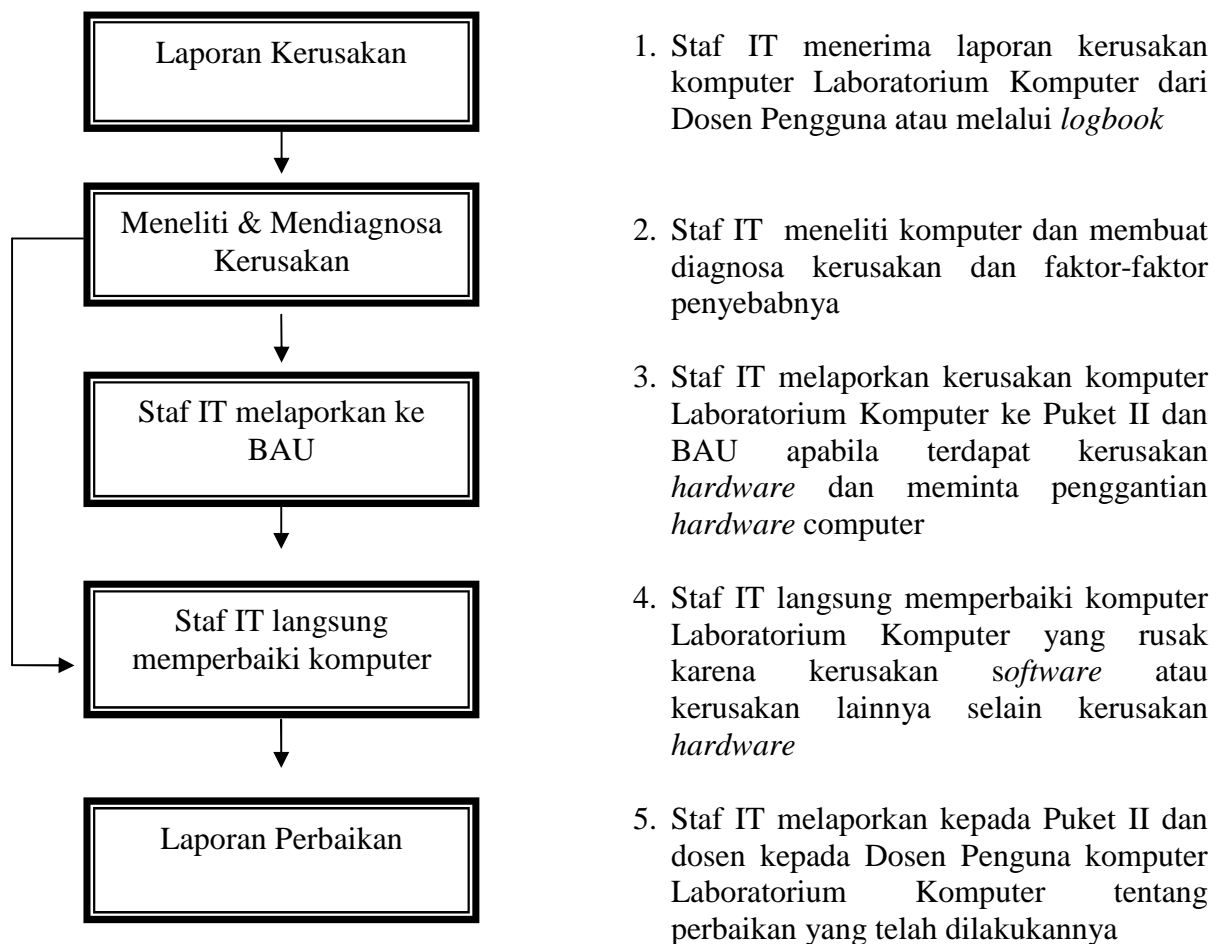 Laporan Kerusakan
Meneliti & Mendiagnosa
Kerusakan
Staf IT melaporkan ke
BAU
Staf IT langsung
memperbaiki komputer
Laporan Perbaikan
1. Staf IT menerima laporan kerusakan
komputer Laboratorium Komputer dari
Dosen Pengguna atau melalui logbook
2. Staf IT meneliti komputer dan membuat
diagnosa kerusakan dan faktor-faktor
penyebabnya
3. Staf IT melaporkan kerusakan komputer
Laboratorium Komputer ke Puket II dan
BAU apabila terdapat kerusakan
hardware dan meminta penggantian
hardware computer
4. Staf IT langsung memperbaiki komputer
Laboratorium Komputer yang rusak
karena kerusakan software atau
kerusakan lainnya selain kerusakan
hardware
5. Staf IT melaporkan kepada Puket II dan
dosen kepada Dosen Penguna komputer
Laboratorium Komputer tentang
perbaikan yang telah dilakukannya